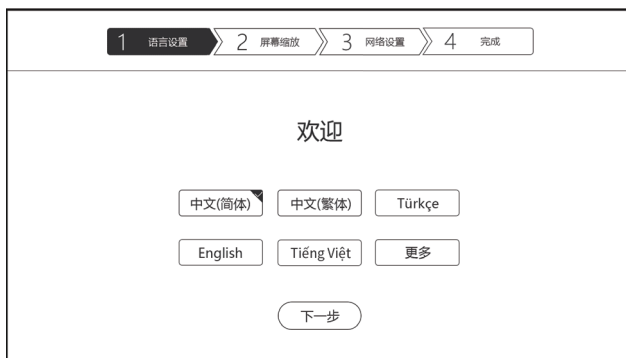 1 语言设置 2 屏幕缩放 3 网络设置 4 完成
欢迎
中文(简体) 中文(繁体) Türkçe
English Tiếng Việt 更多
下一步